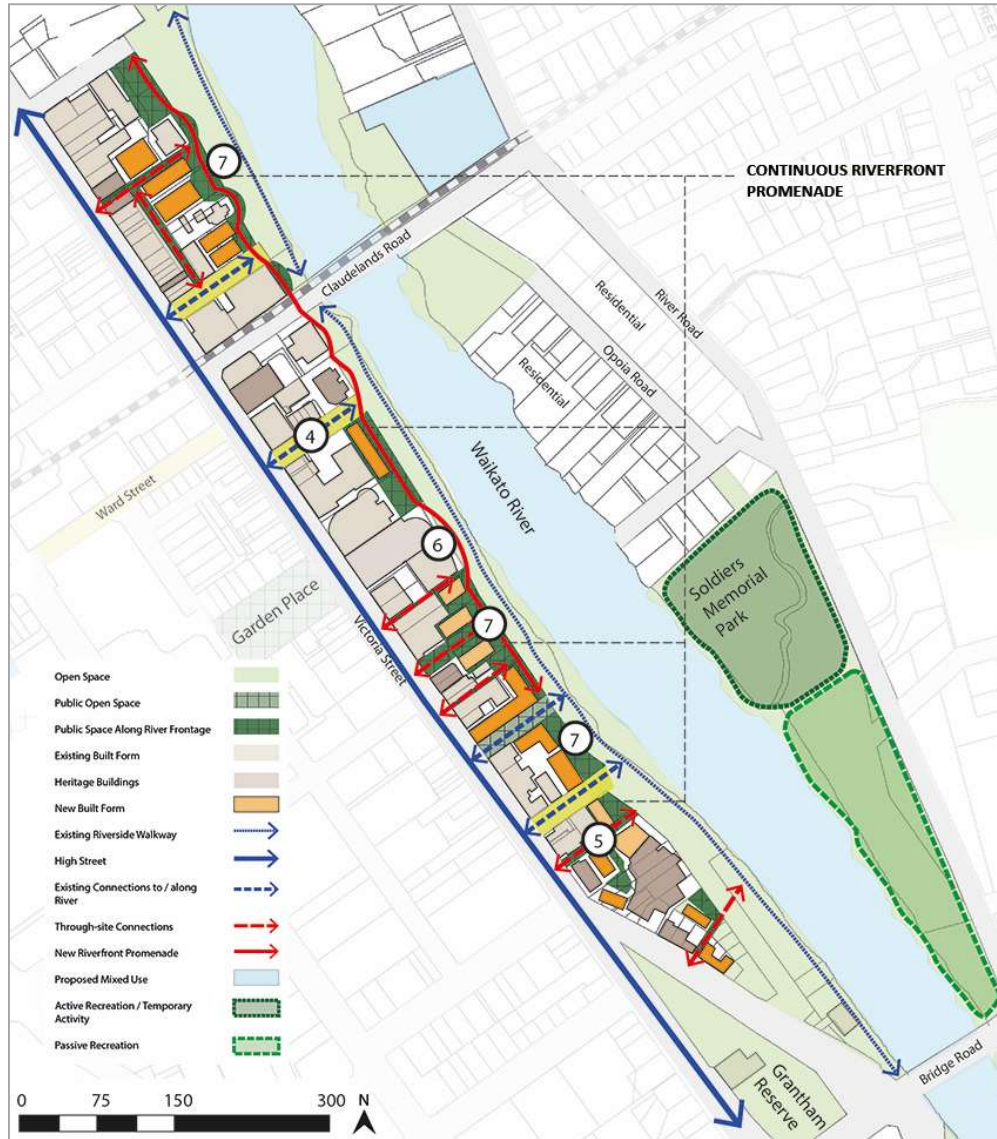 7
CONTINUOUS RIVERFRONT
PROMENADE
Claudelands Road
Residential
River Road
Opoia Road
Residential
4
Ward Street
Waikato River
6
Soldiers
Memorial
Park
Garden Place
Victoria Street
7
7
5
Bridge Road
Grantham
Reserve
Open Space
Public Open Space
Public Space Along River Frontage
Existing Built Form
Heritage Buildings
New Built Form
Existing Riverside Walkway
High Street
Existing Connections to / along
River
Through-site Connections
New Riverfront Promenade
Proposed Mixed Use
Active Recreation / Temporary
Activity
Passive Recreation
0 75 150 300 N